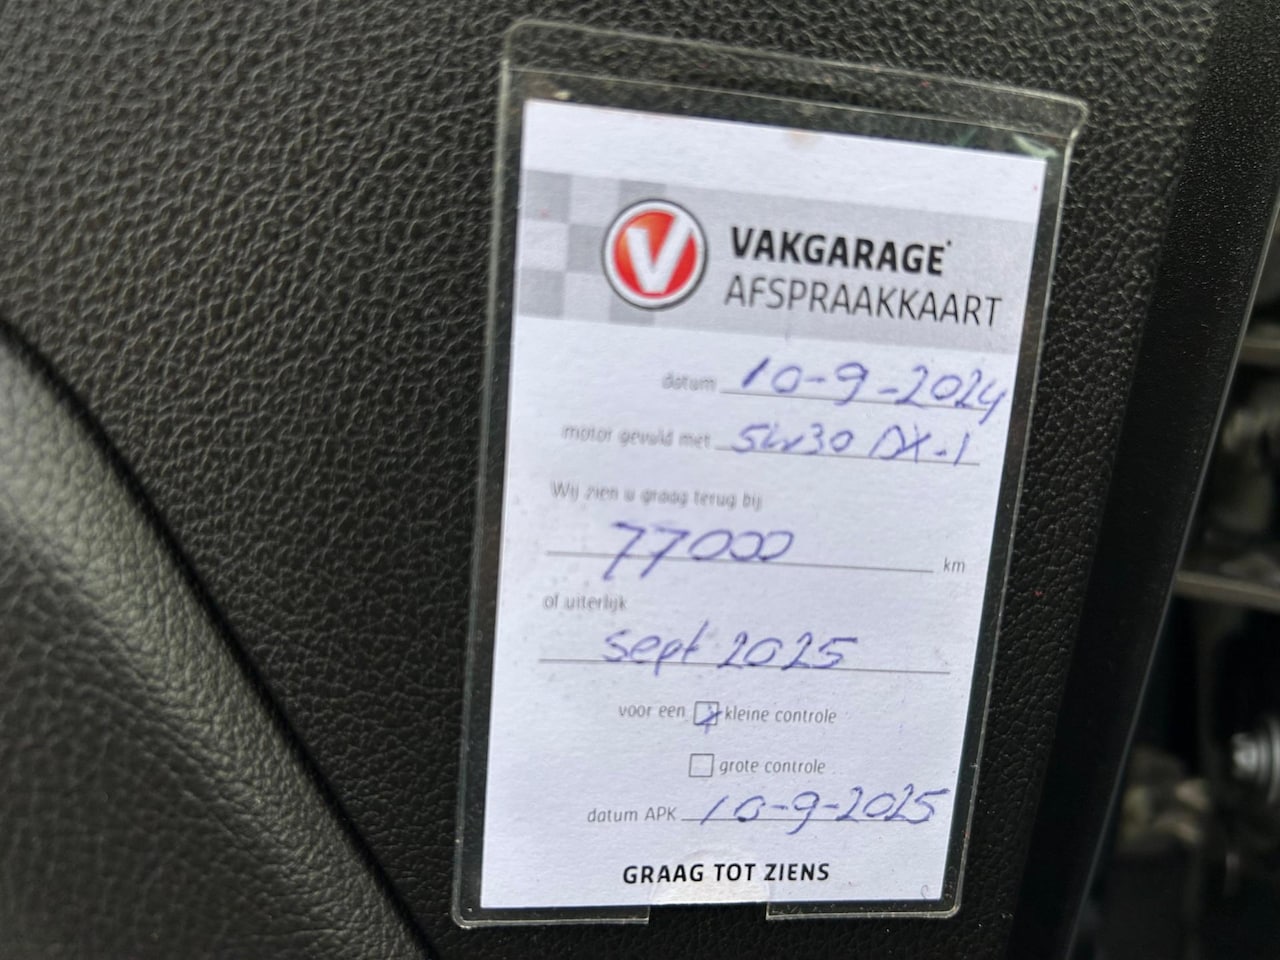 V VAKGARAGE
AFSPRAAKKAART
datum 10-9-2024
motor gevuld met 5w30 DX-1
Wij zien u graag terug bij
77000 km
of uiterlijk
sept 2025
voor een kleine controle
grote controle
datum APK 10-9-2025
GRAAG TOT ZIENS